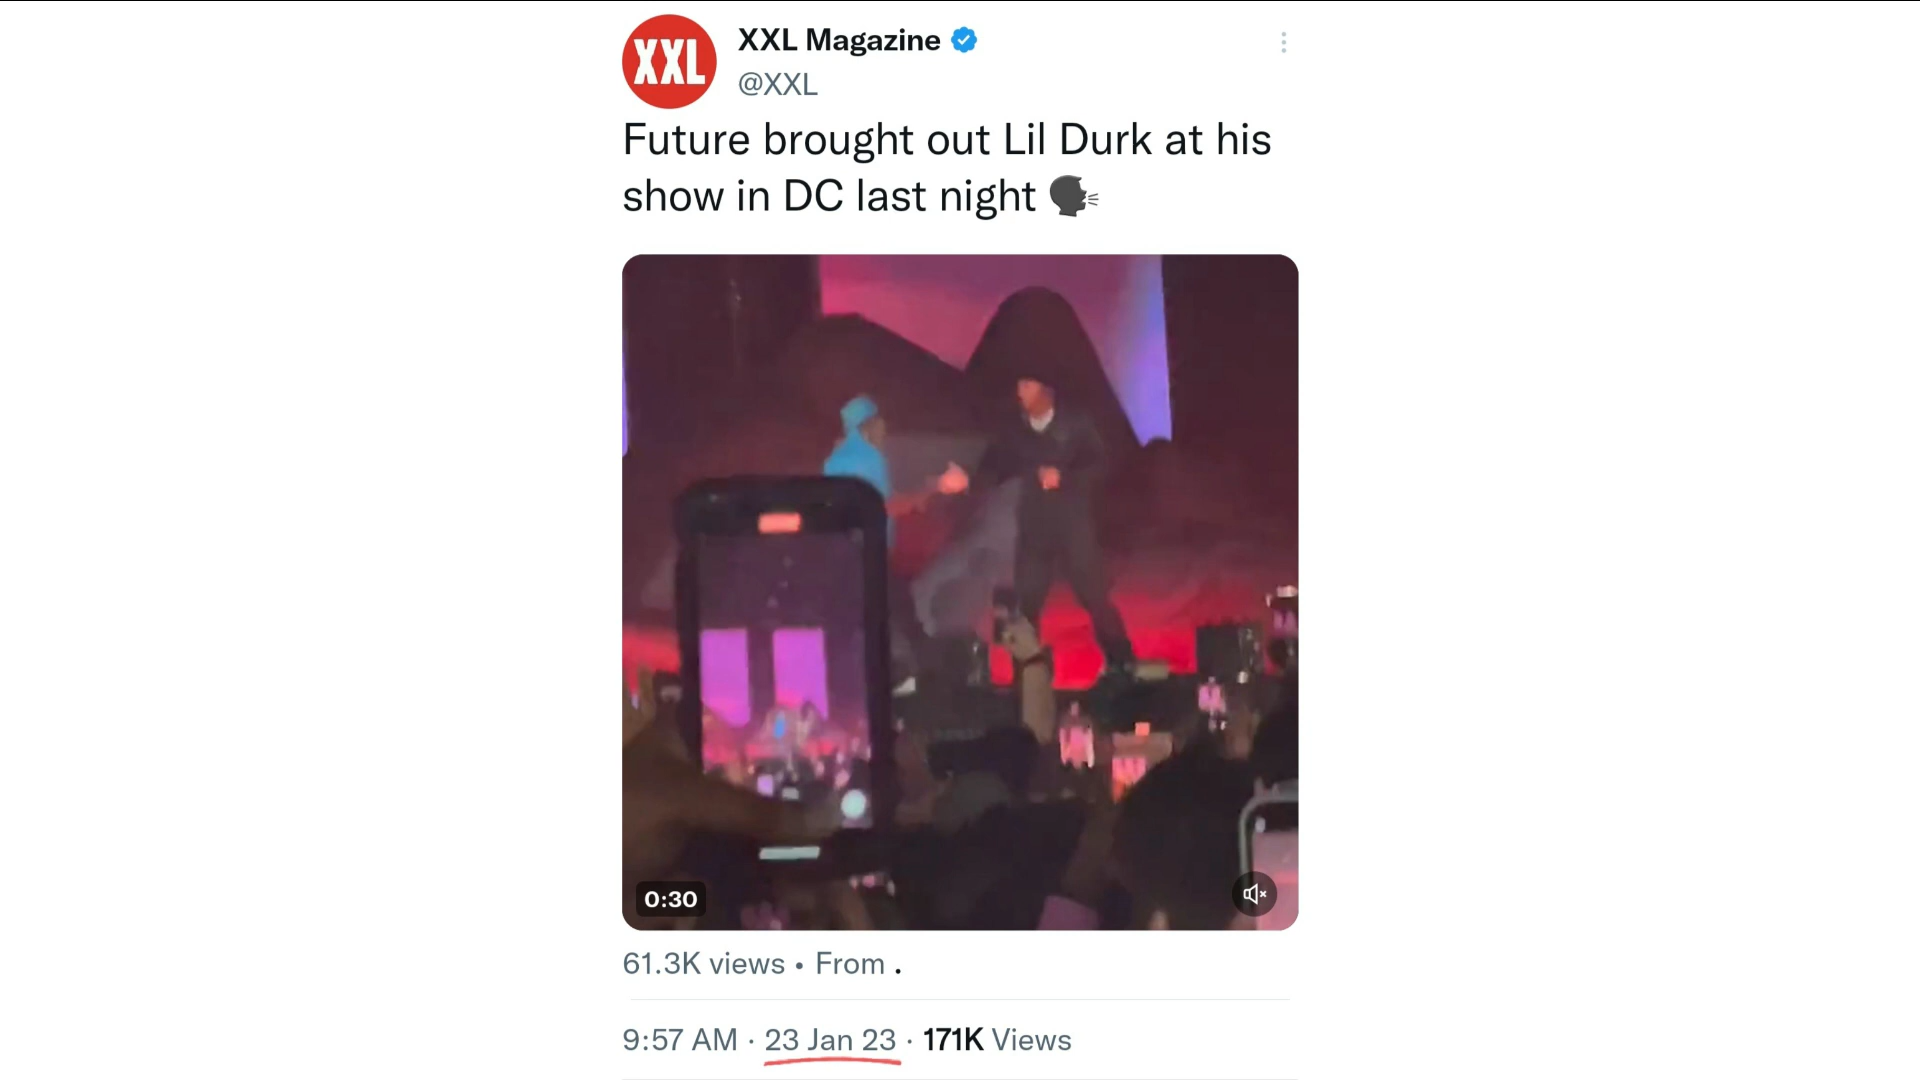 XXL
XXL Magazine
@XXL
Future brought out Lil Durk at his
show in DC last night 🗣
0:30
61.3K views • From .
9:57 AM · 23 Jan 23 · 171K Views